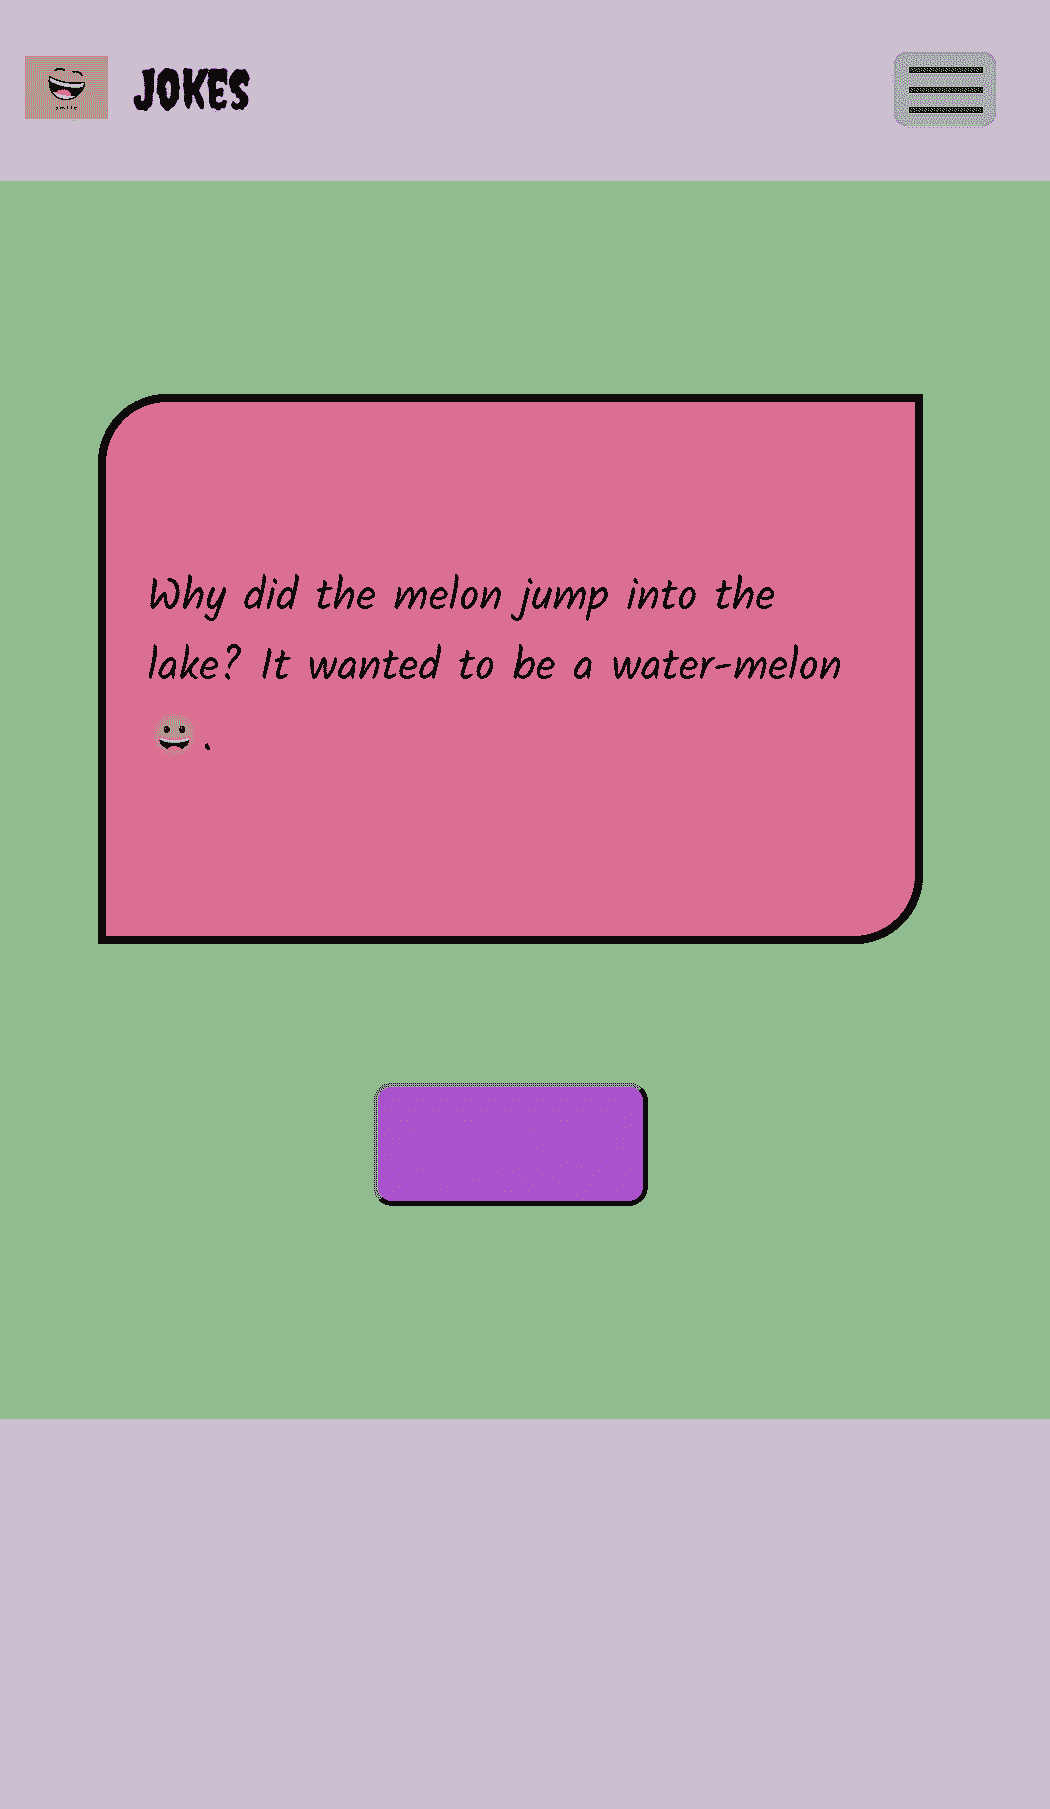 JOKES
Why did the melon jump into the
lake? It wanted to be a water-melon
😀.